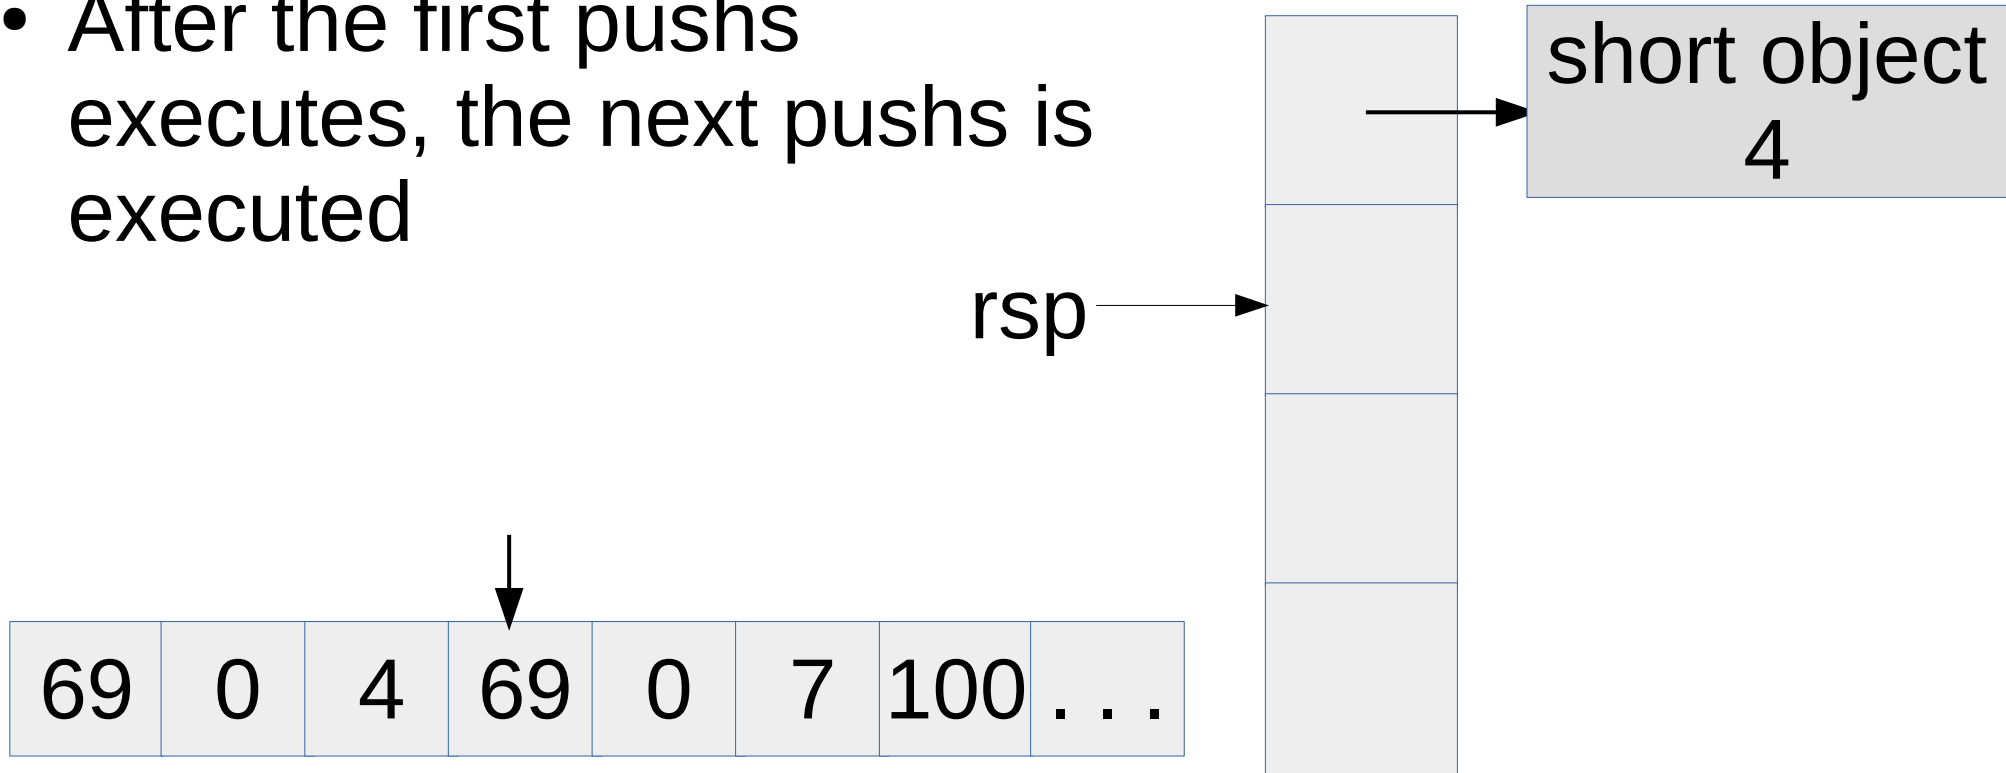 • After the first pushs
executes, the next pushs is
executed
short object
4
rsp
69 0 4 69 0 7 100 . . .